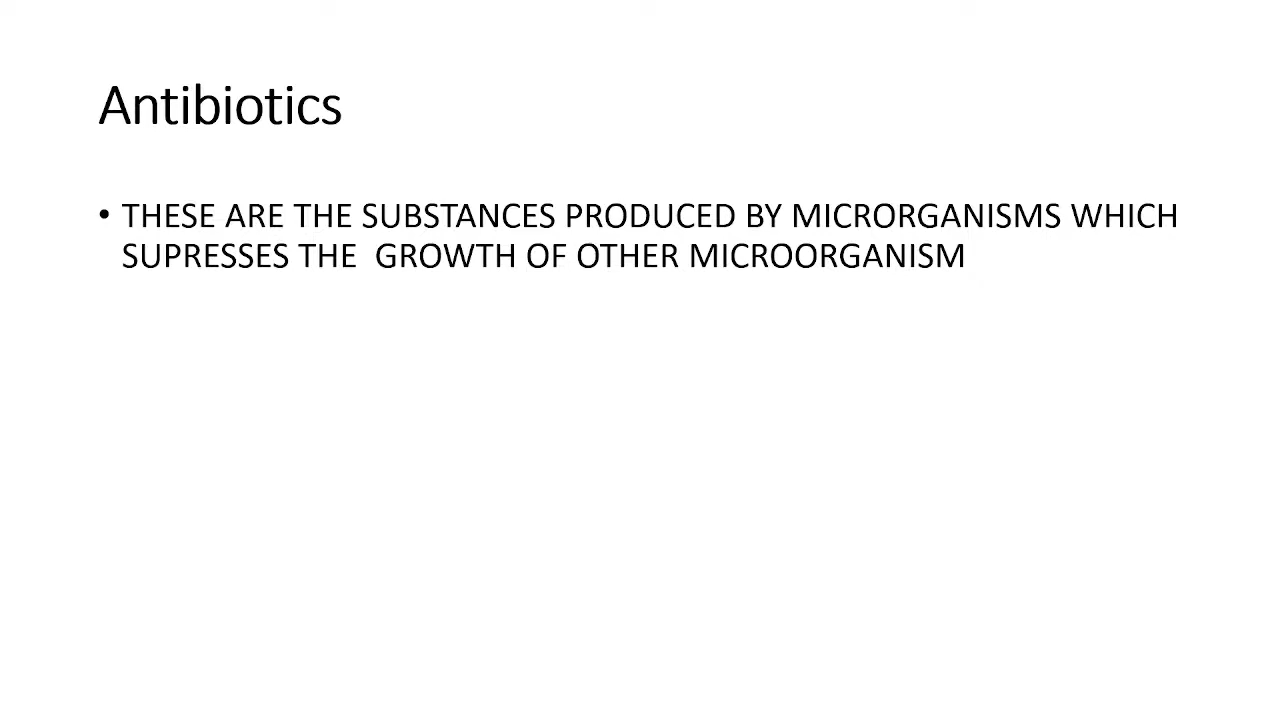 Antibiotics
• THESE ARE THE SUBSTANCES PRODUCED BY MICRORGANISMS WHICH
SUPRESSES THE  GROWTH OF OTHER MICROORGANISM